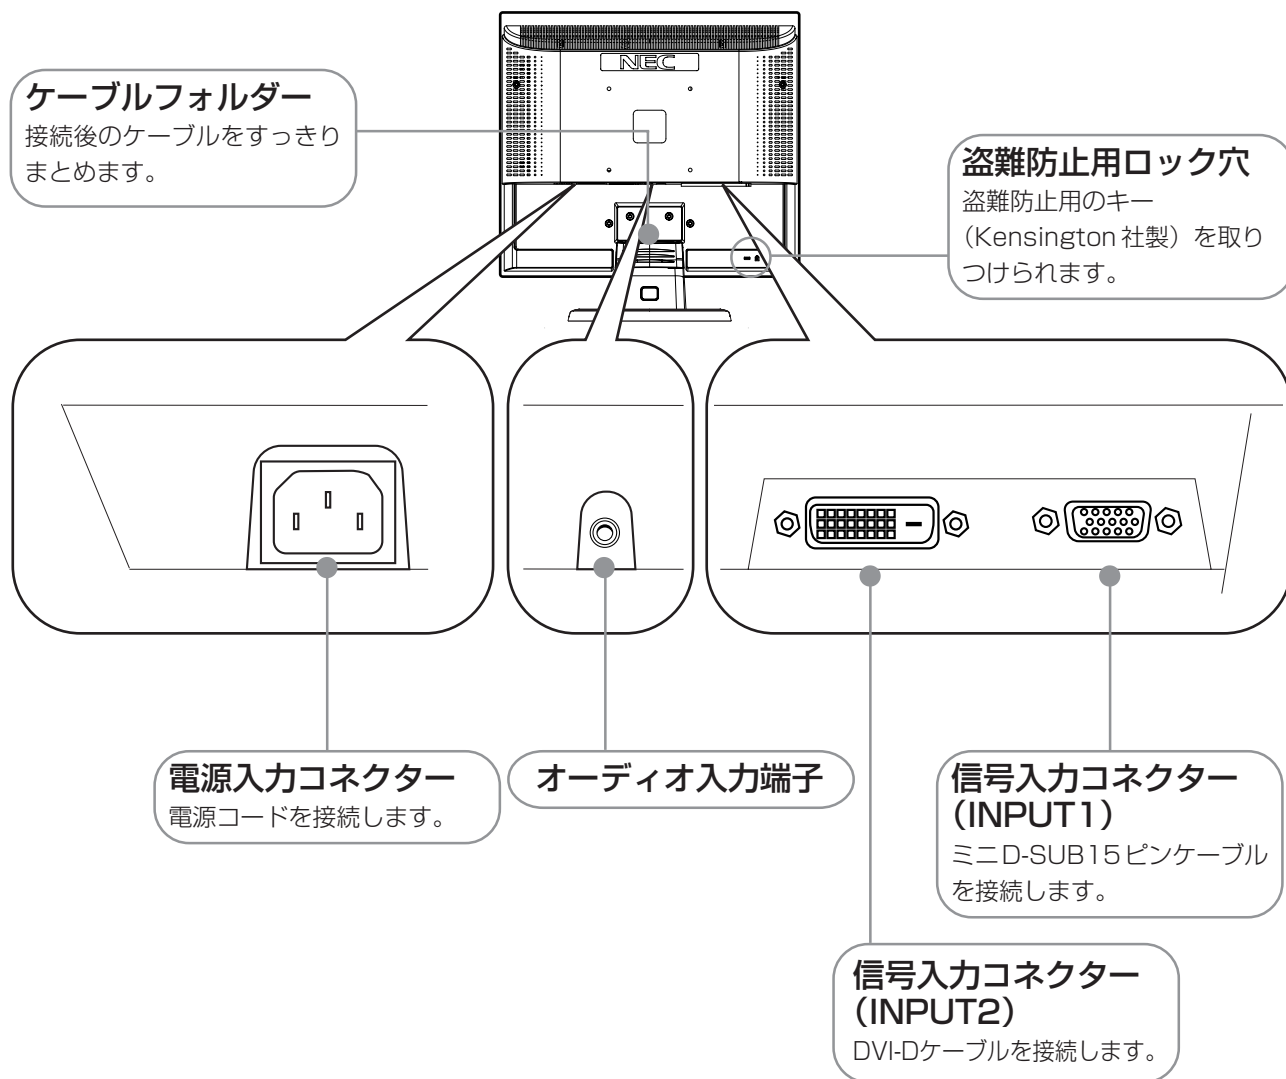 NEC
ケーブルフォルダー
接続後のケーブルをすっきり
まとめます。
盗難防止用ロック穴
盗難防止用のキー
（Kensington 社製）を取り
つけられます。
電源入力コネクター
電源コードを接続します。
オーディオ入力端子
信号入力コネクター
（INPUT1）
ミニD-SUB15ピンケーブル
を接続します。
信号入力コネクター
（INPUT2）
DVI-Dケーブルを接続します。